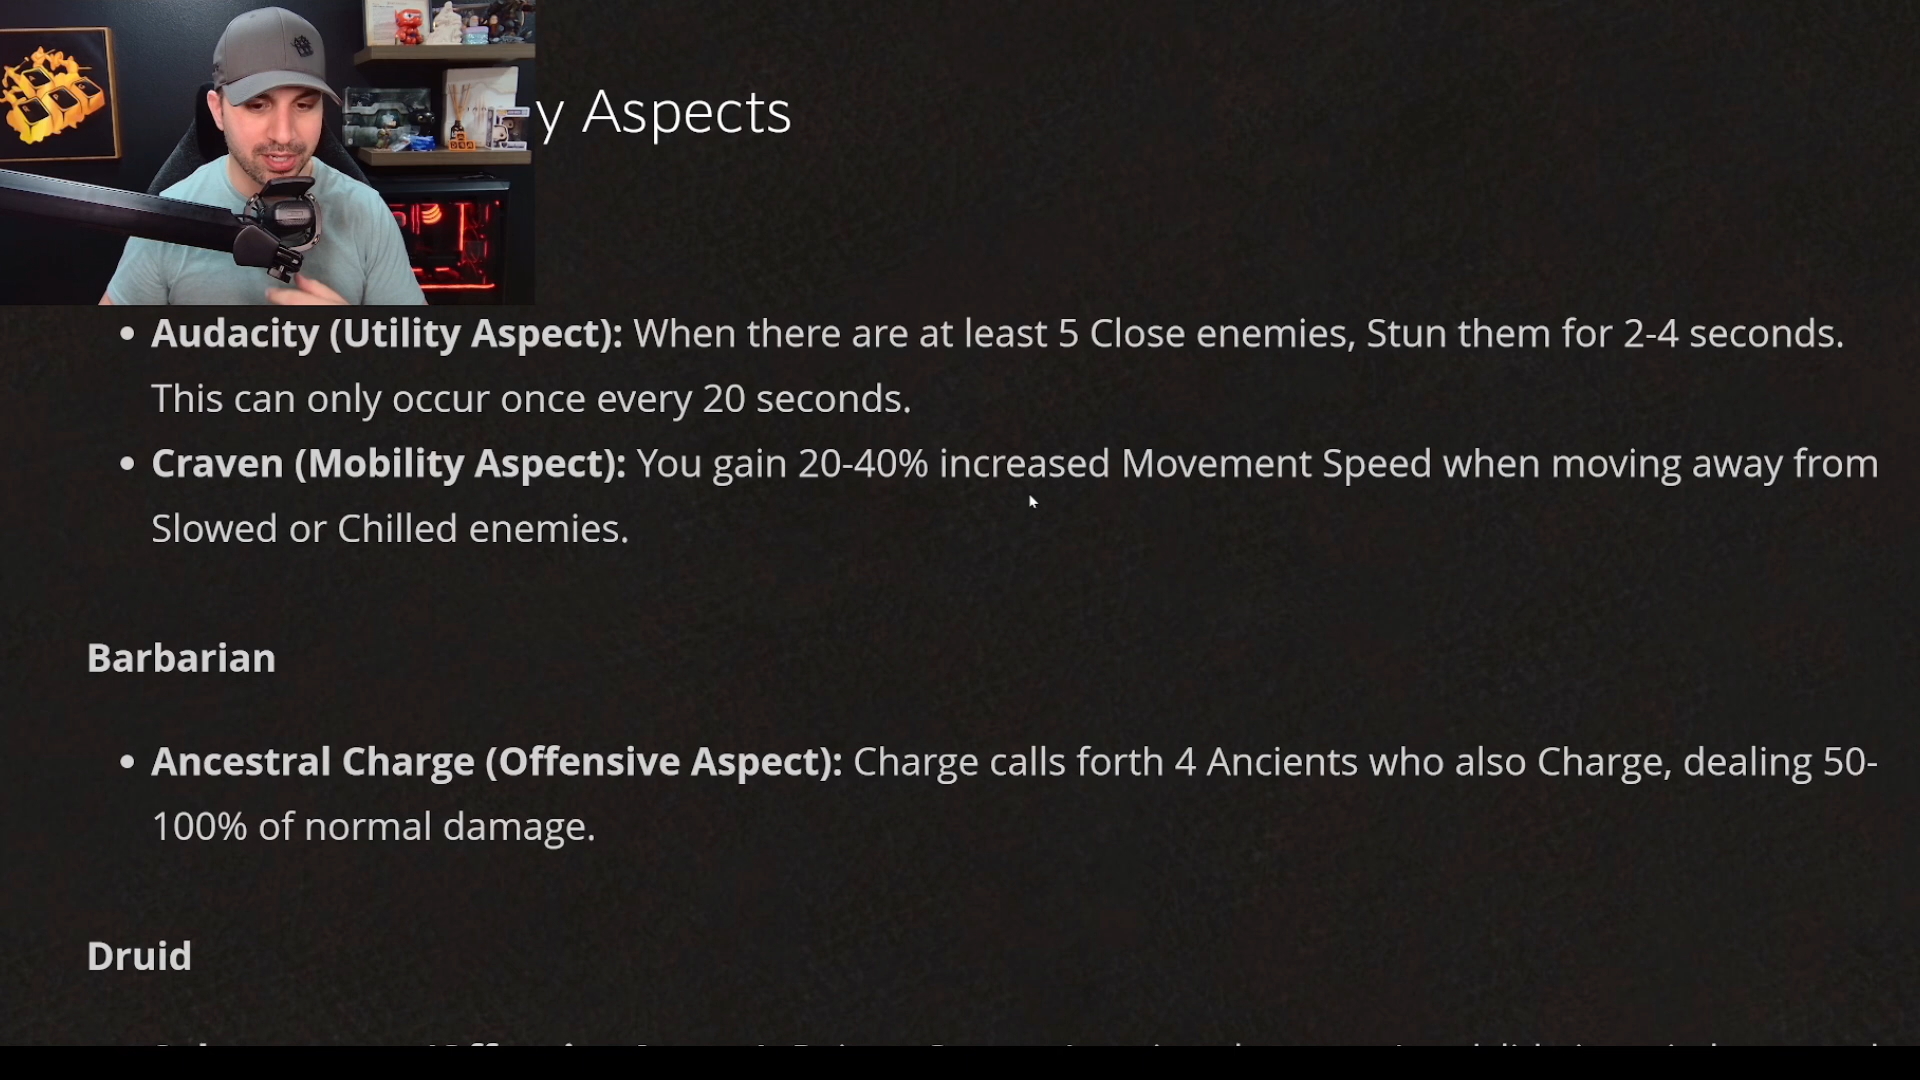 y Aspects
• Audacity (Utility Aspect): When there are at least 5 Close enemies, Stun them for 2-4 seconds.
This can only occur once every 20 seconds.
• Craven (Mobility Aspect): You gain 20-40% increased Movement Speed when moving away from
Slowed or Chilled enemies.
Barbarian
• Ancestral Charge (Offensive Aspect): Charge calls forth 4 Ancients who also Charge, dealing 50-
100% of normal damage.
Druid